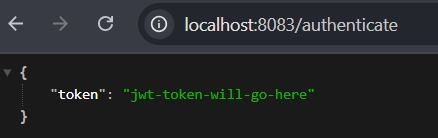 localhost:8083/authenticate
{
"token": "jwt-token-will-go-here"
}